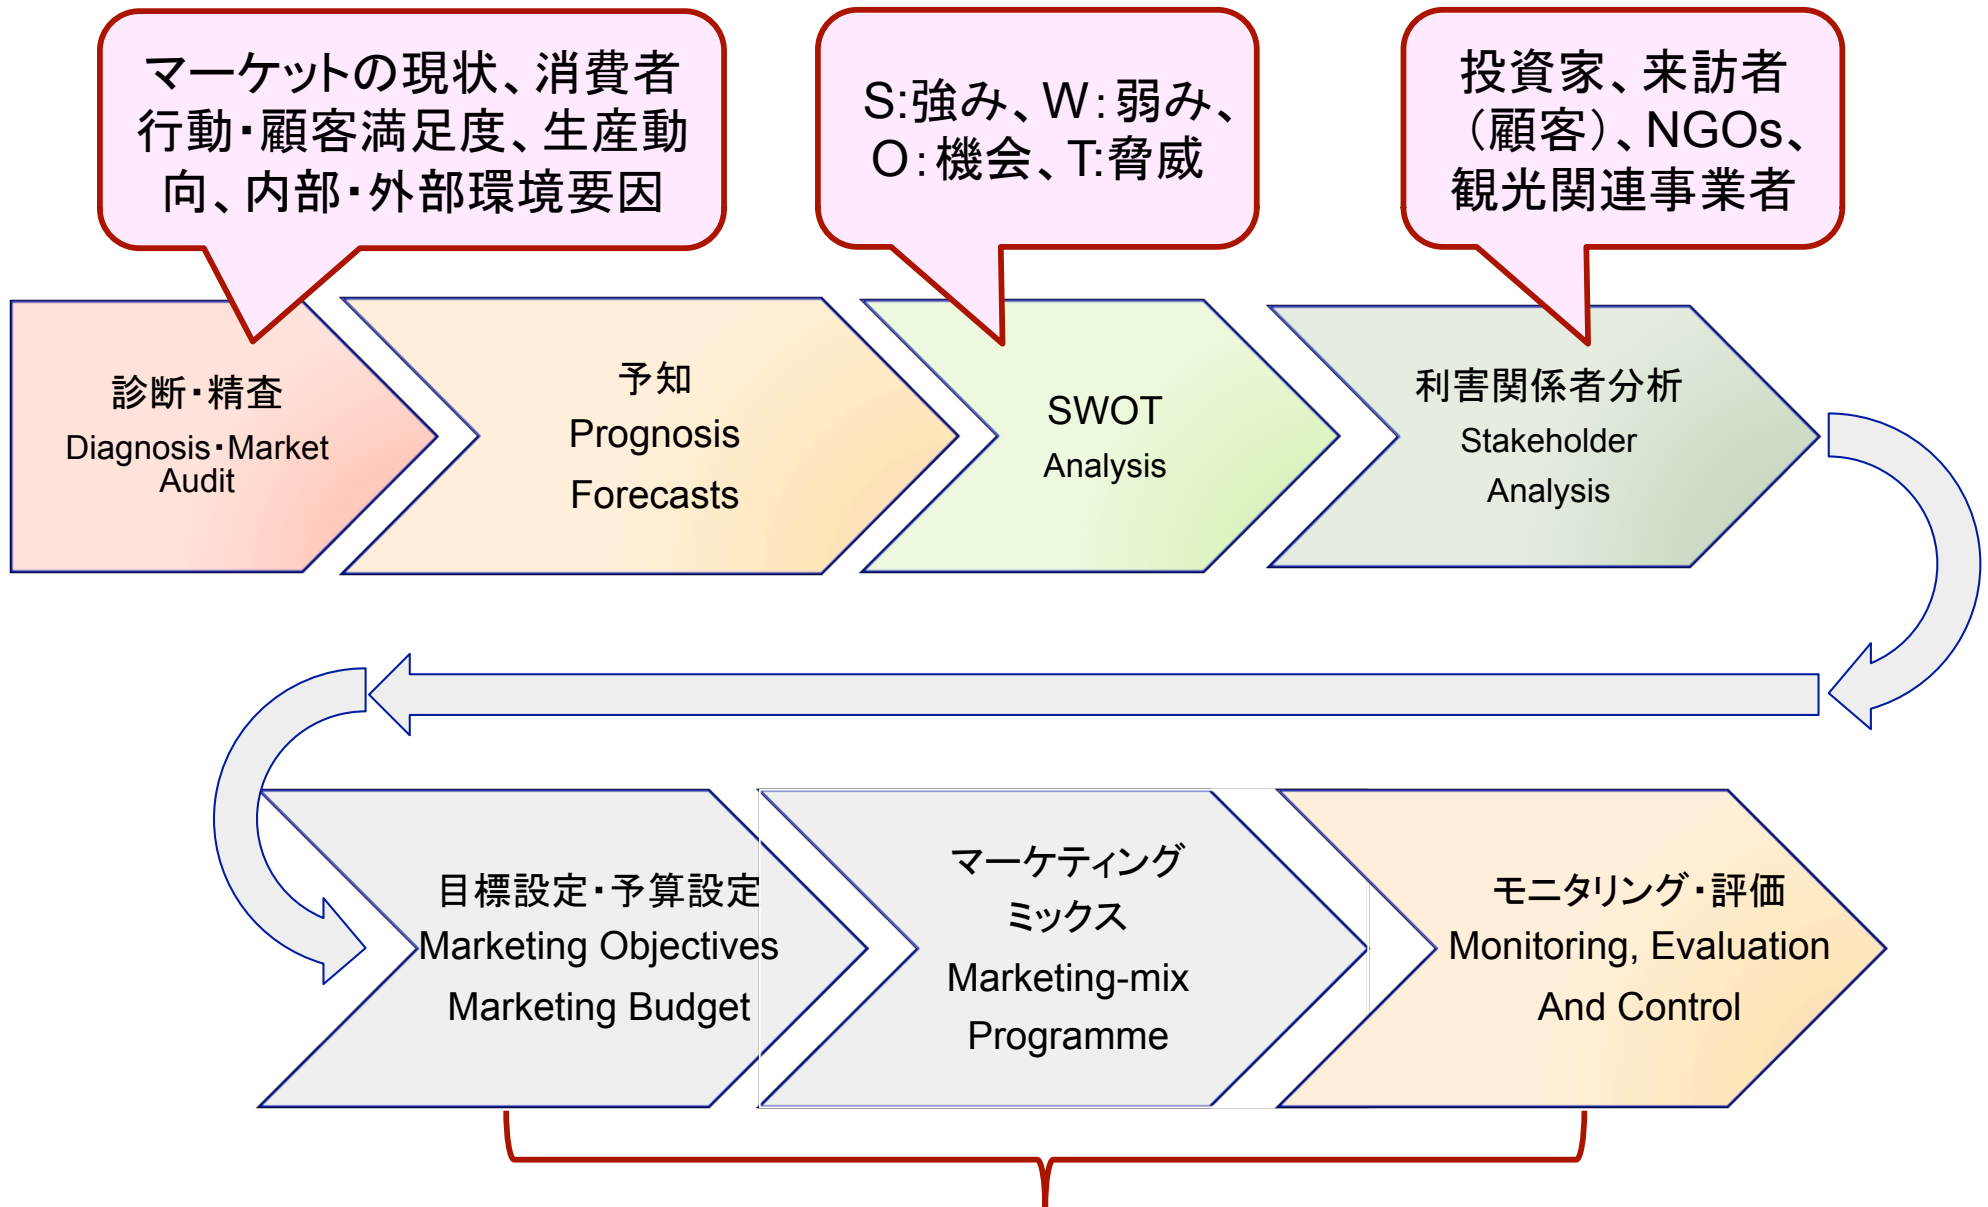 マーケットの現状、消費者
行動・顧客満足度、生産動
向、内部・外部環境要因
S:強み、W:弱み、
O:機会、T:脅威
投資家、来訪者
（顧客）、NGOs、
観光関連事業者
診断・精査
Diagnosis・Market
Audit
予知
Prognosis
Forecasts
SWOT
Analysis
利害関係者分析
Stakeholder
Analysis
目標設定・予算設定
Marketing Objectives
Marketing Budget
マーケティング
ミックス
Marketing-mix
Programme
モニタリング・評価
Monitoring, Evaluation
And Control